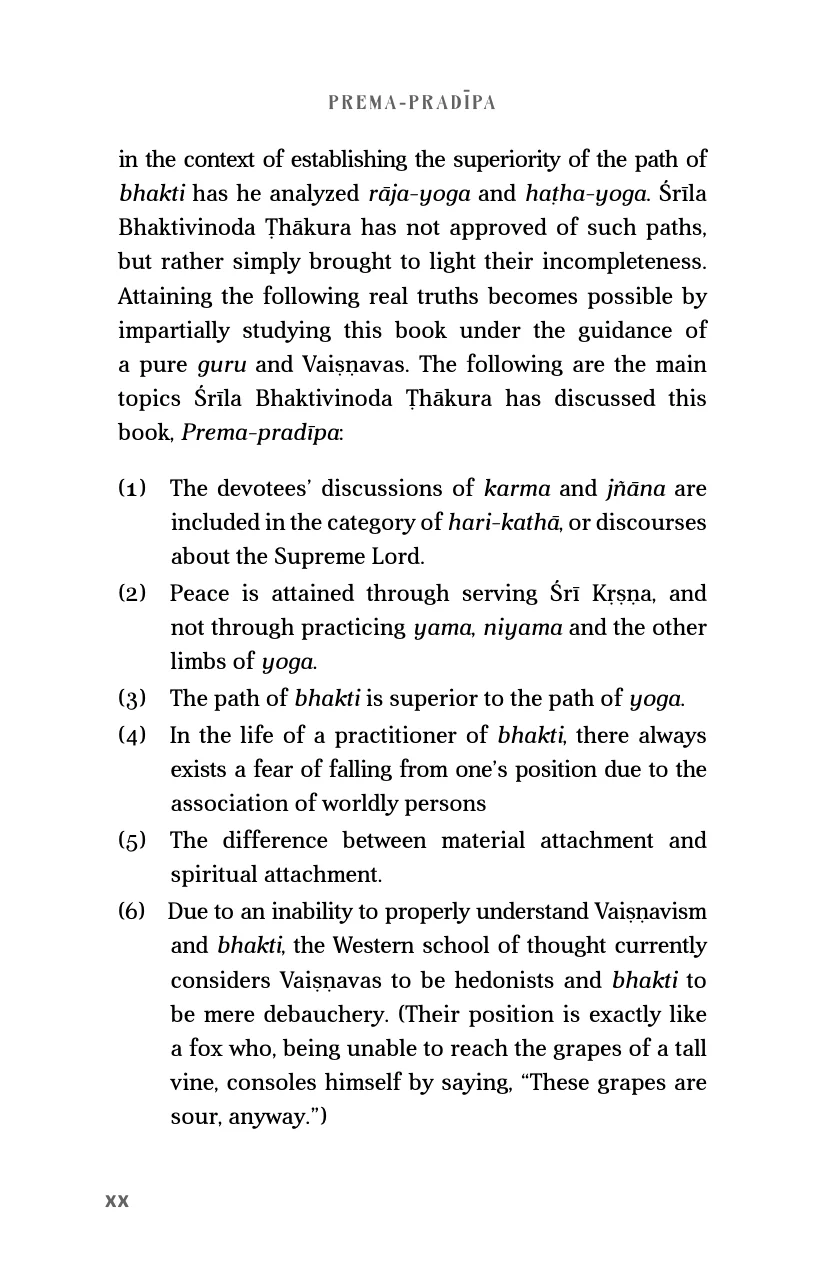 PREMA-PRADĪPA
in the context of establishing the superiority of the path of
bhakti has he analyzed rāja-yoga and haṭha-yoga. Śrīla
Bhaktivinoda Ṭhākura has not approved of such paths,
but rather simply brought to light their incompleteness.
Attaining the following real truths becomes possible by
impartially studying this book under the guidance of
a pure guru and Vaiṣṇavas. The following are the main
topics Śrīla Bhaktivinoda Ṭhākura has discussed this
book, Prema-pradīpa:
(1) The devotees’ discussions of karma and jñāna are
included in the category of hari-kathā, or discourses
about the Supreme Lord.
(2) Peace is attained through serving Śrī Kṛṣṇa, and
not through practicing yama, niyama and the other
limbs of yoga.
(3) The path of bhakti is superior to the path of yoga.
(4) In the life of a practitioner of bhakti, there always
exists a fear of falling from one’s position due to the
association of worldly persons
(5) The difference between material attachment and
spiritual attachment.
(6) Due to an inability to properly understand Vaiṣṇavism
and bhakti, the Western school of thought currently
considers Vaiṣṇavas to be hedonists and bhakti to
be mere debauchery. (Their position is exactly like
a fox who, being unable to reach the grapes of a tall
vine, consoles himself by saying, “These grapes are
sour, anyway.”)
xx